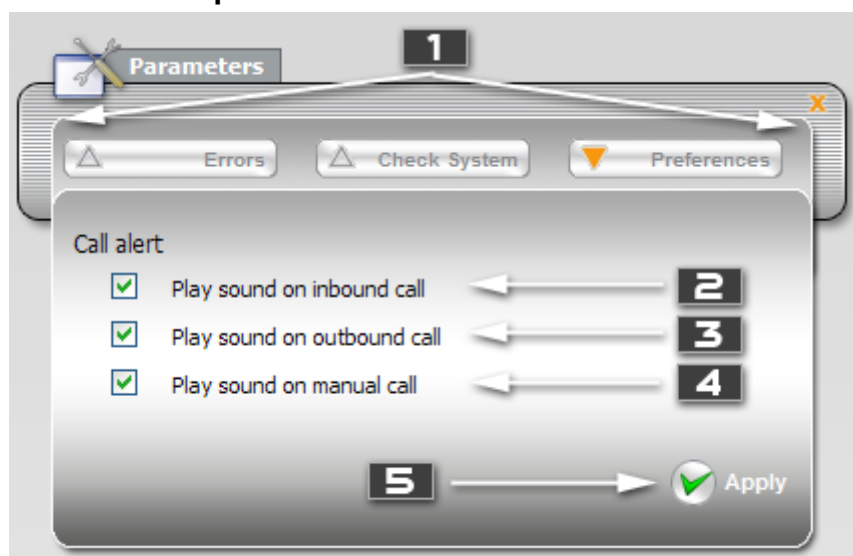 1
Parameters
x
Errors
Check System
Preferences
Call alert
Play sound on inbound call
2
Play sound on outbound call
3
Play sound on manual call
4
5
Apply